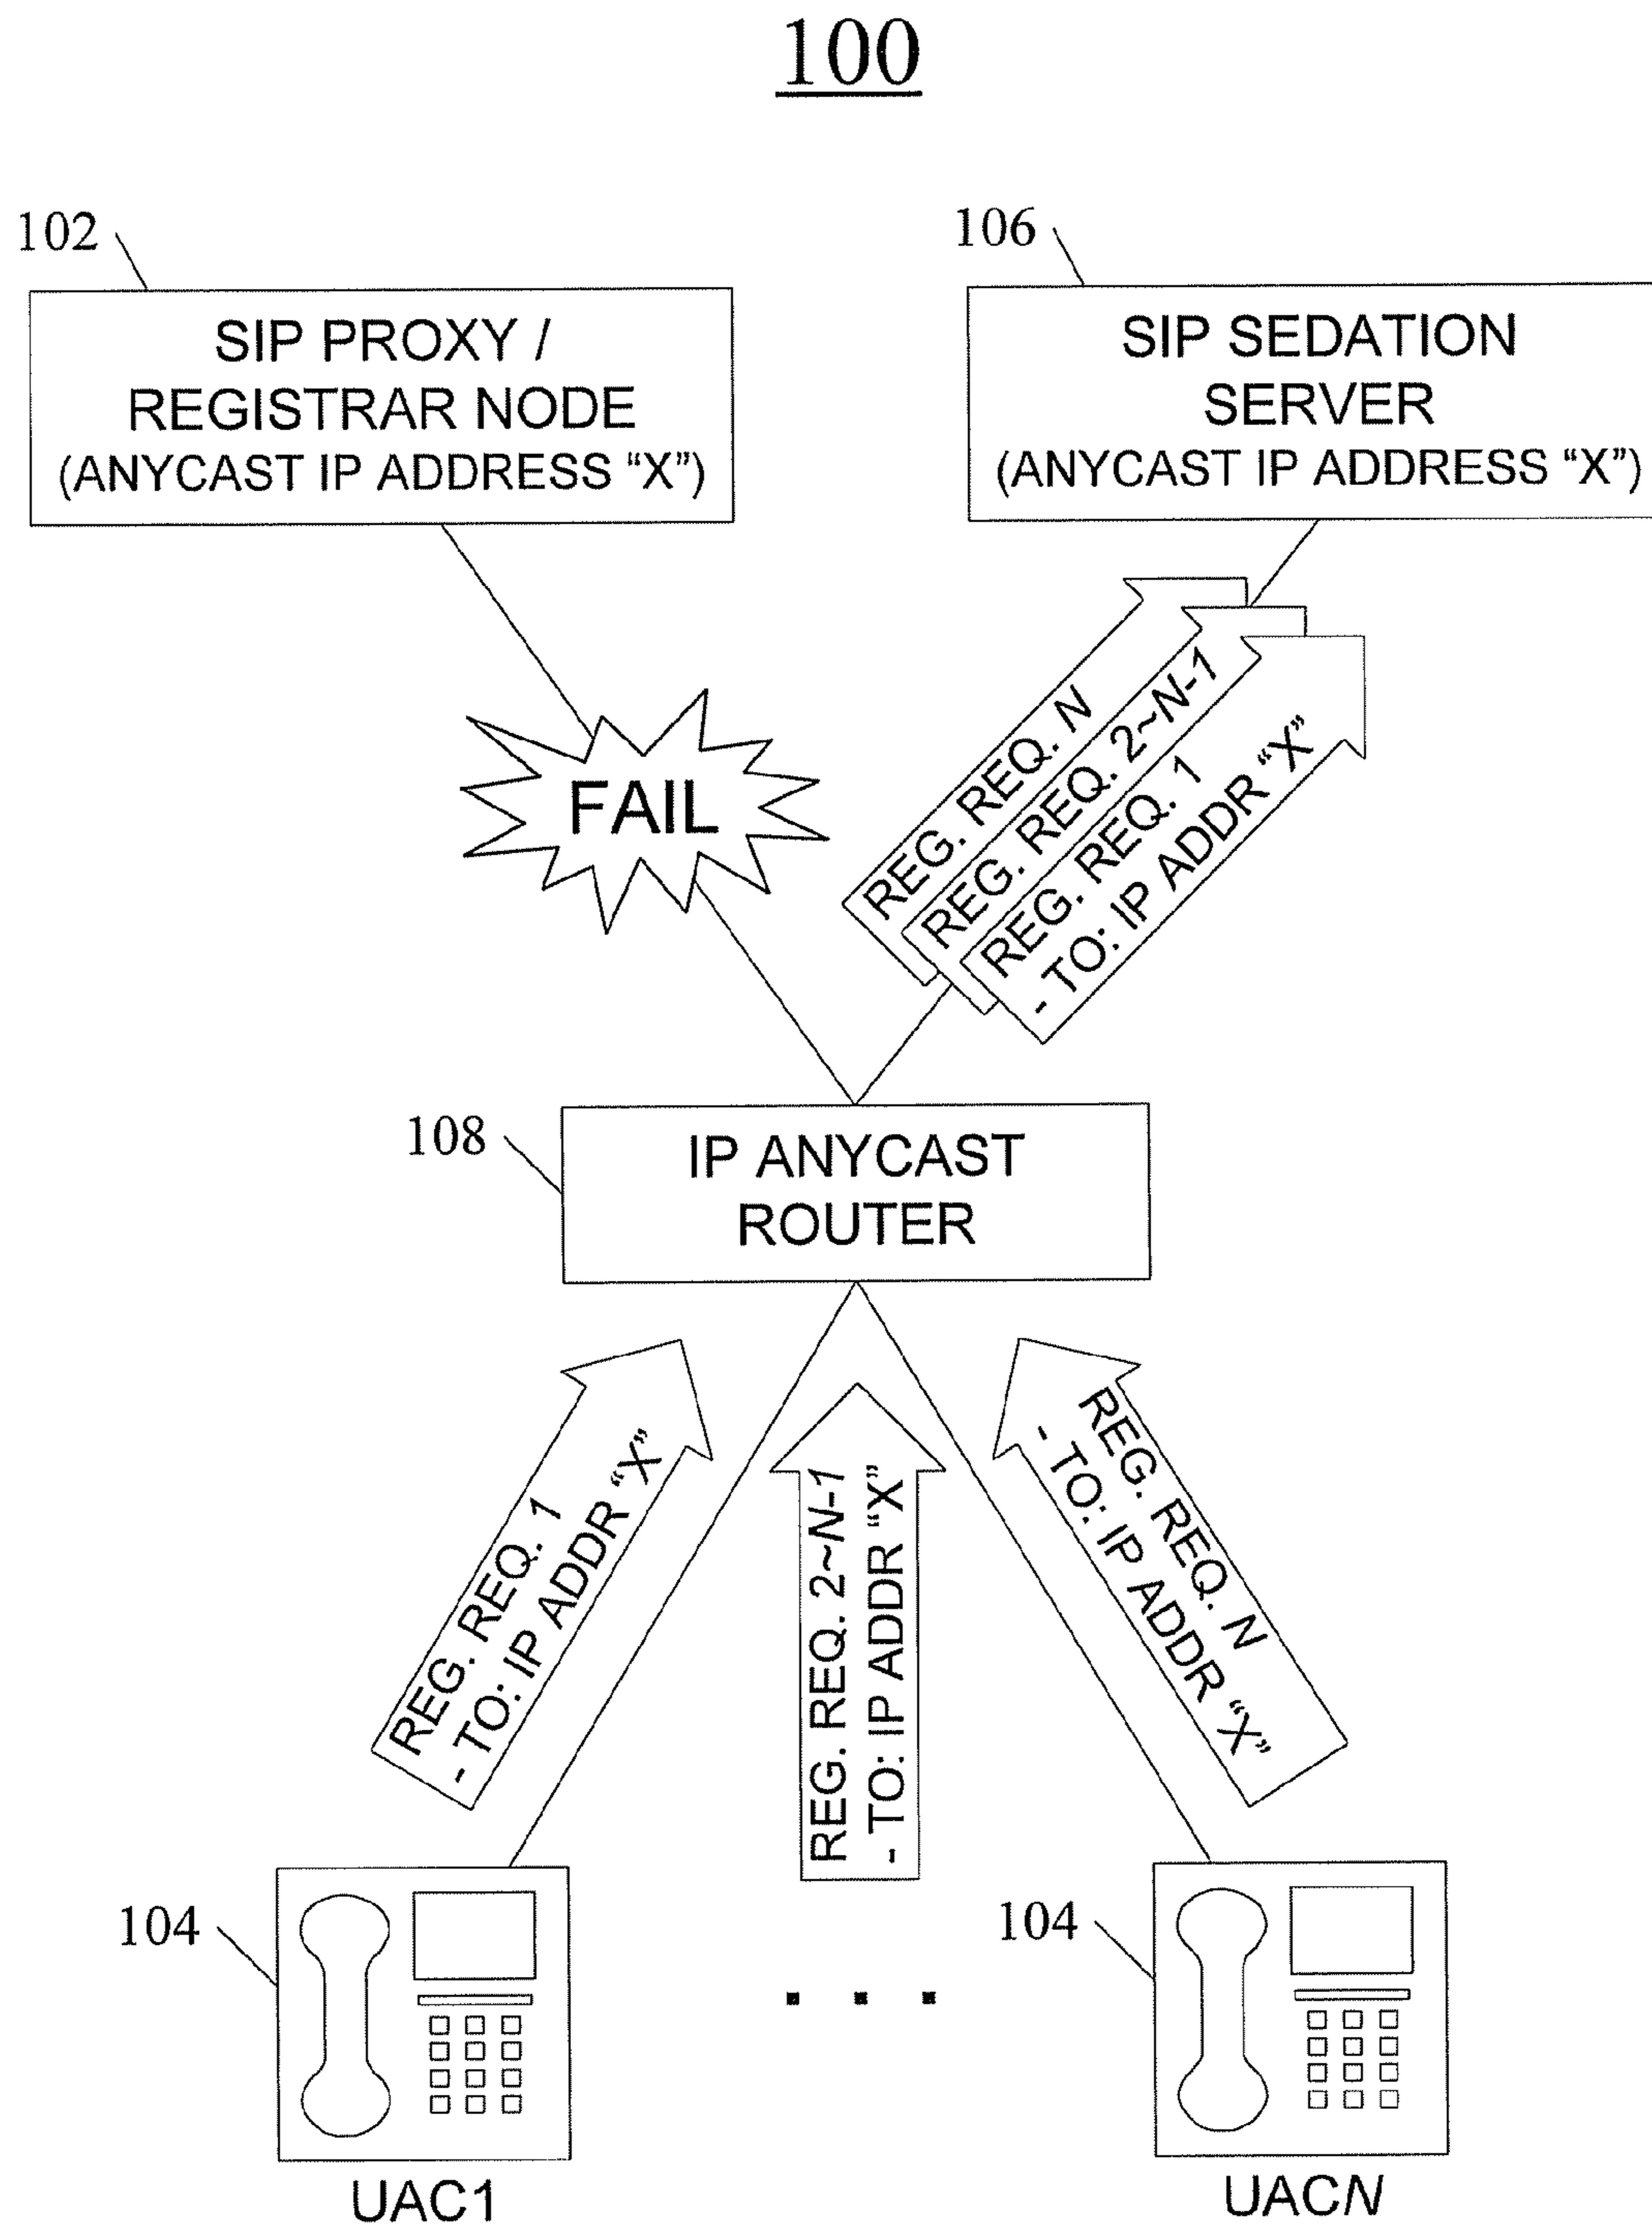 100
102
106
SIP PROXY /
REGISTRAR NODE
(ANYCAST IP ADDRESS “X”)
SIP SEDATION
SERVER
(ANYCAST IP ADDRESS “X”)
FAIL
REG. REQ. N
REG. REQ. 2~N-1
REG. REQ. 1
- TO: IP ADDR “X”
108
IP ANYCAST
ROUTER
REG. REQ. 1
- TO: IP ADDR “X”
REG. REQ. 2~N-1
- TO: IP ADDR “X”
REG. REQ. N
- TO: IP ADDR “X”
104
104
UAC1
UACN